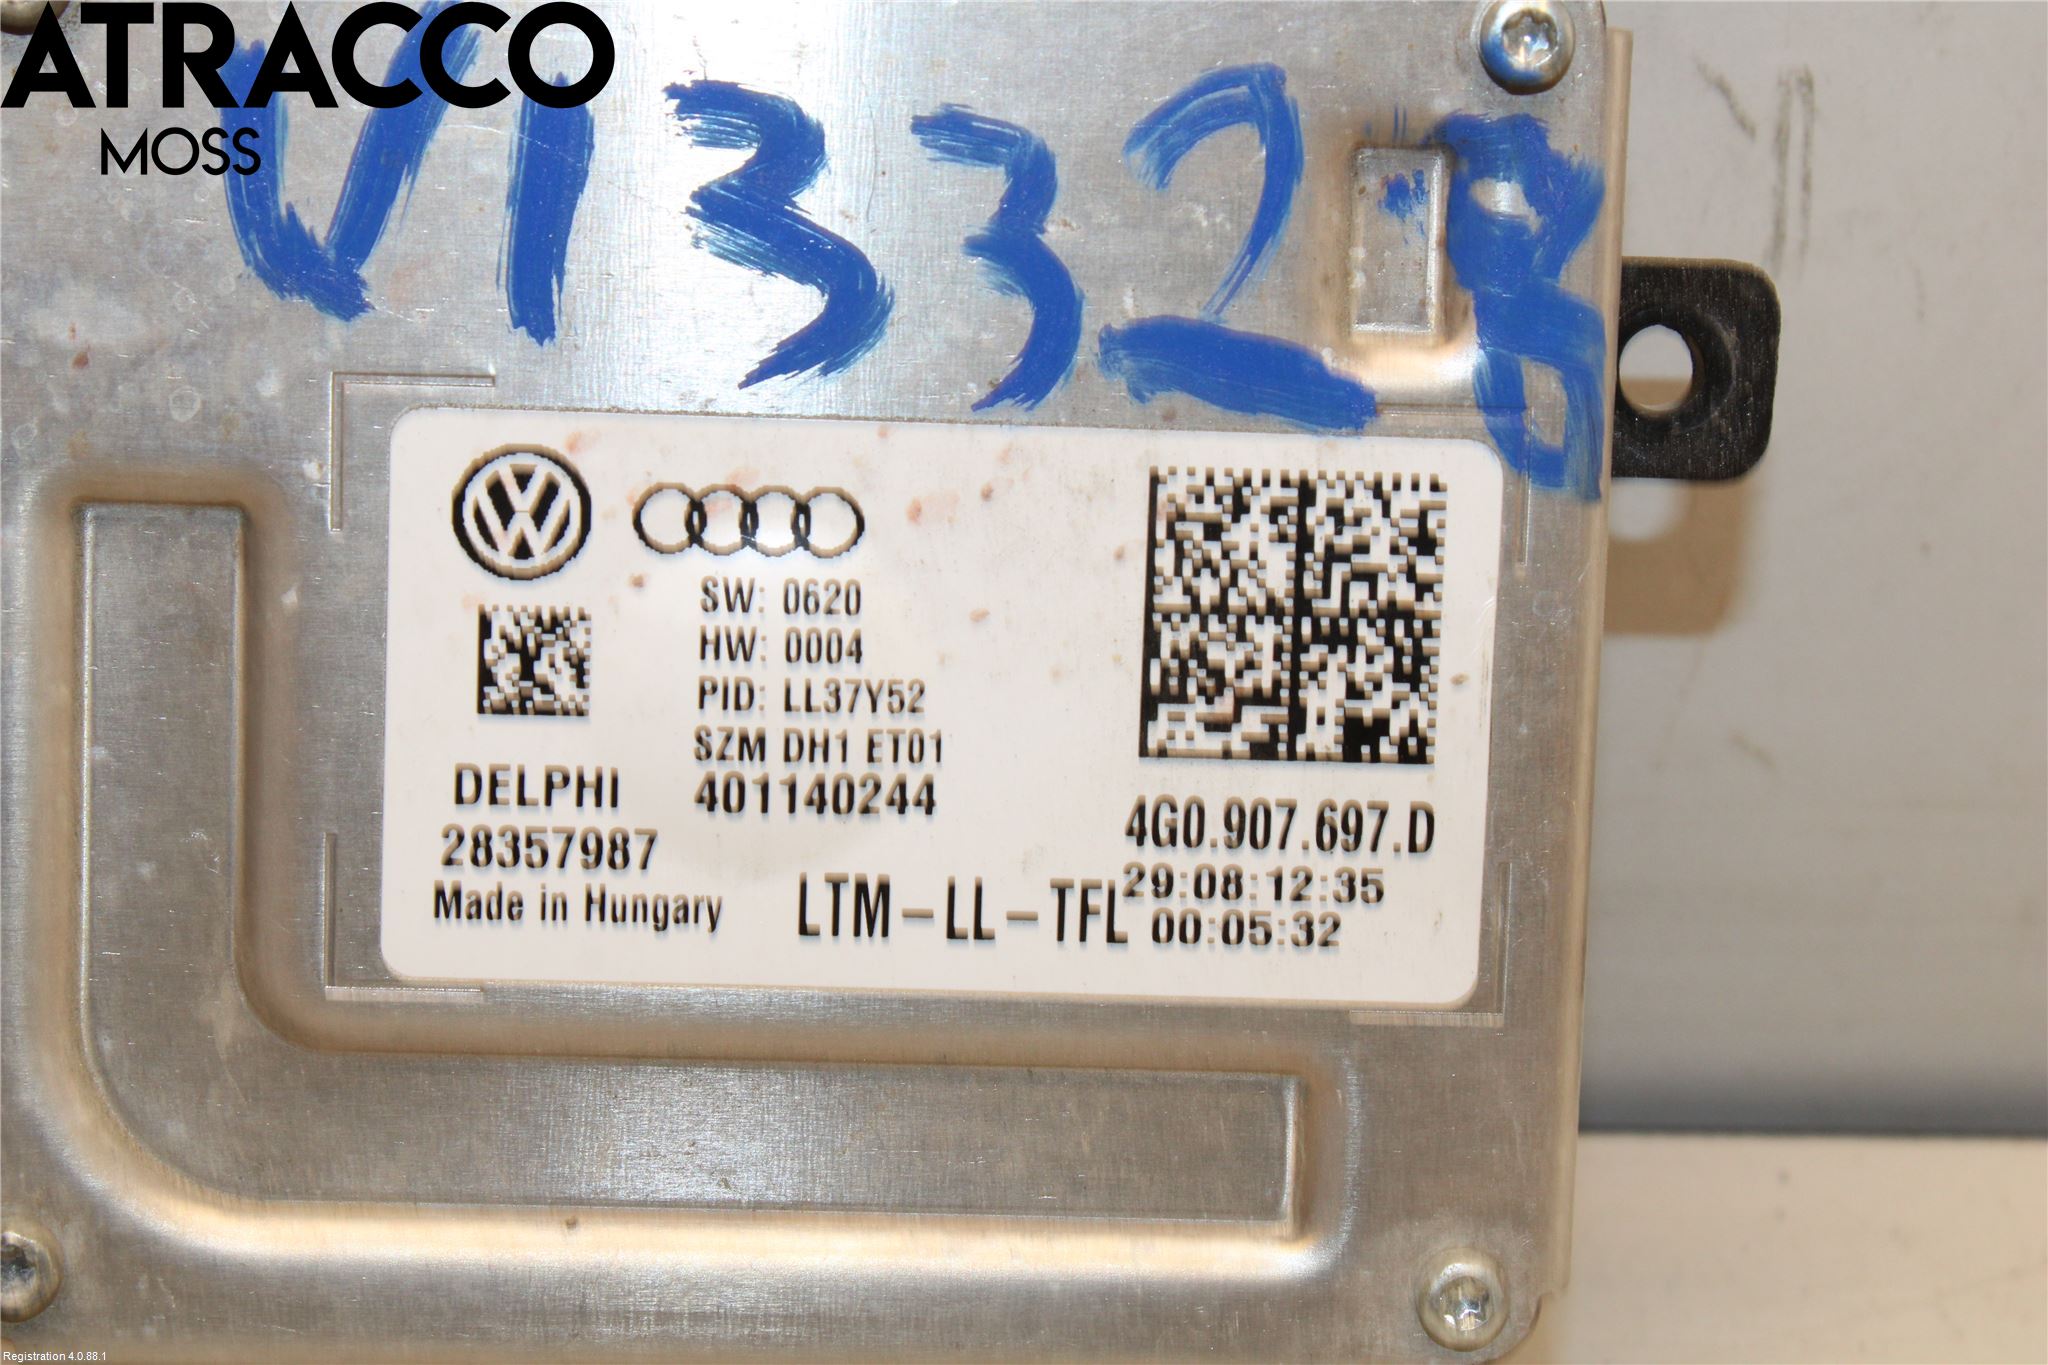 ATRACCO
MOSS
V13328
SW: 0620
HW: 0004
PID: LL37Y52
SZM DH1 ET01
401140244
DELPHI
28357987
Made in Hungary
4G0.907.697.D
29:08:12:35
LTM-LL-TFL 00:05:32
Registration 4.0.88.1